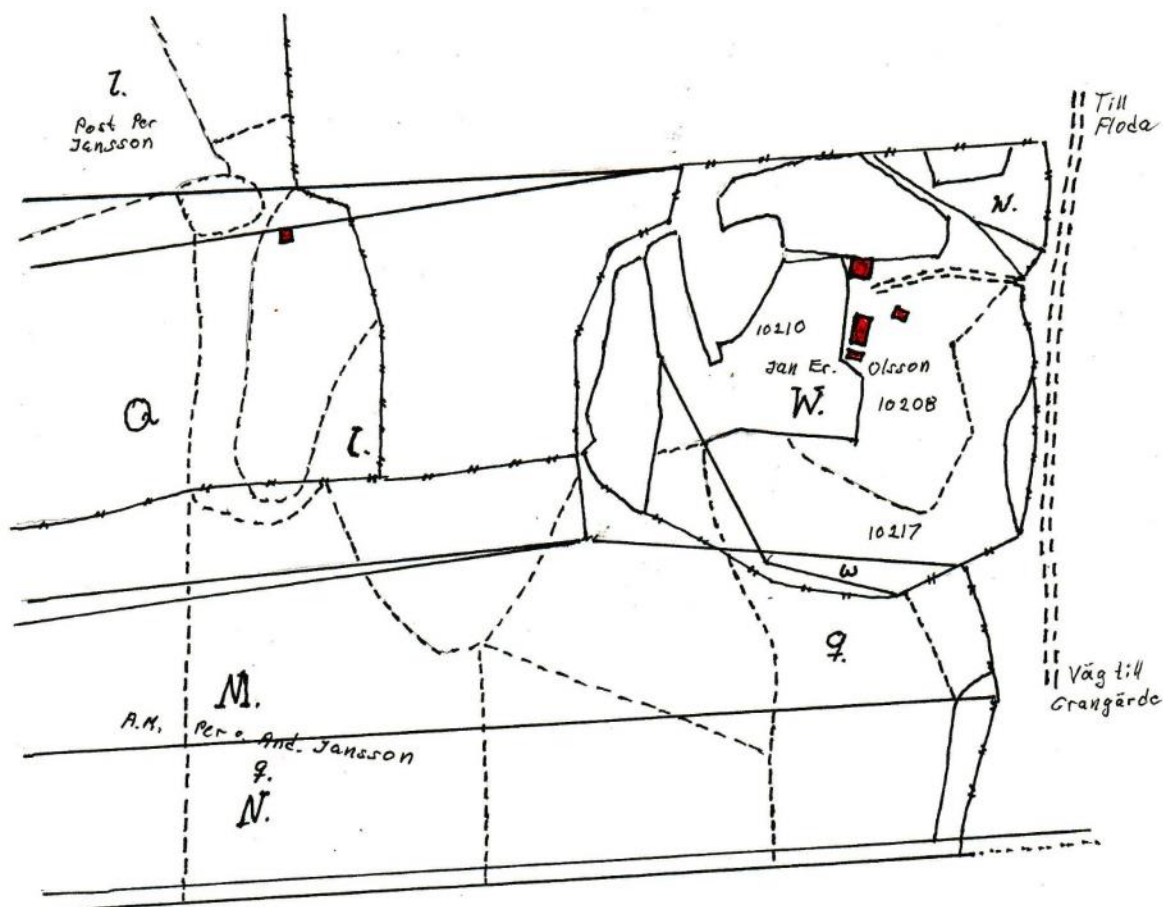 l.
Post Per
Jansson
Till
Floda
W.
10210
Jan Er. Olsson
W.
10208
Q
l.
10217
w
q.
M.
A.M, Per o. And. Jansson
q.
N.
Väg till
Grangärde